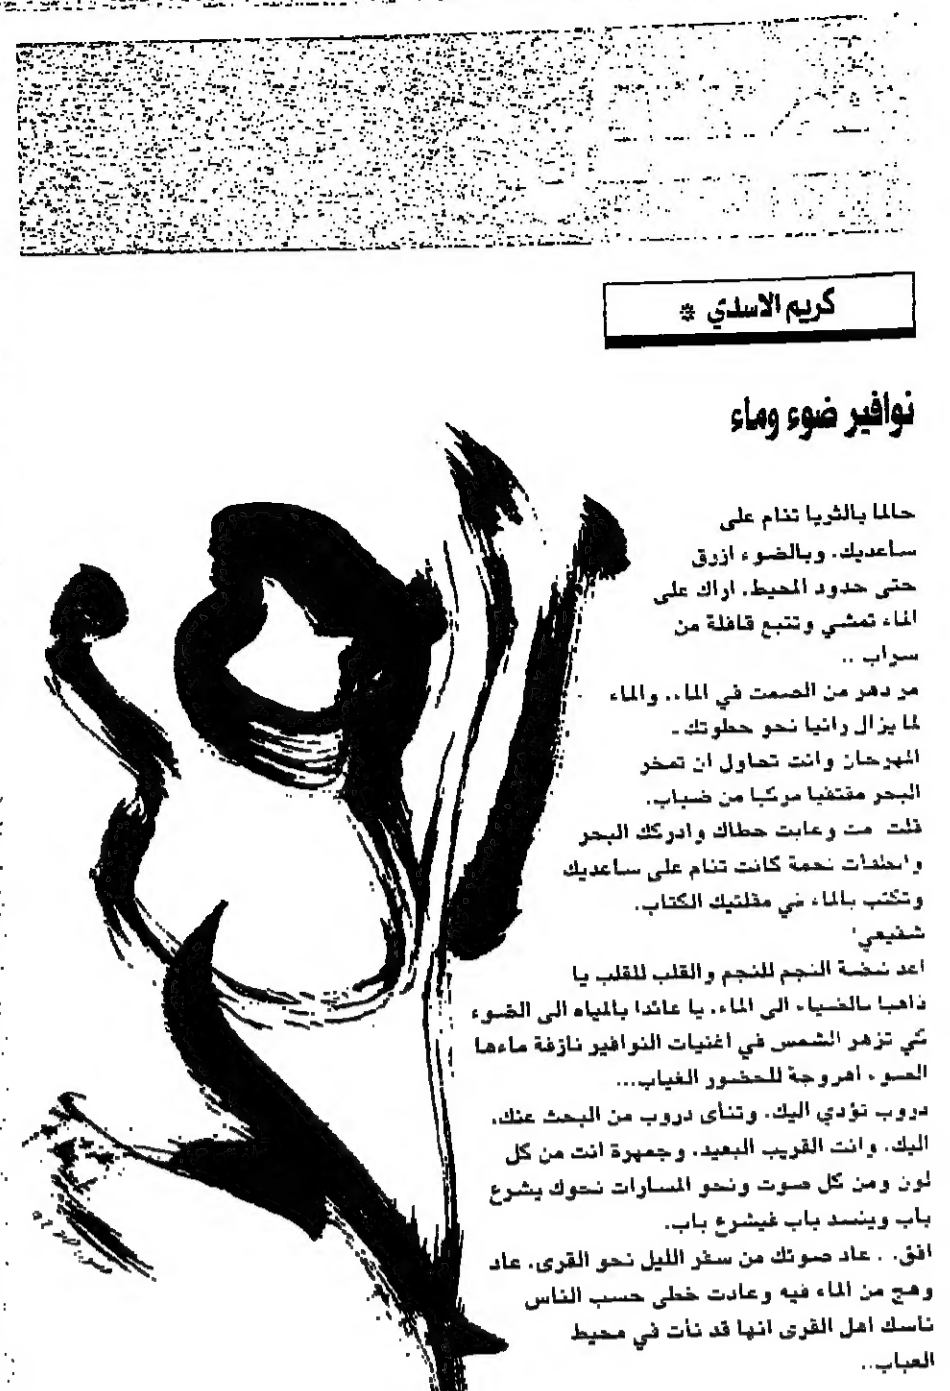 كريم الاسدي *
نوافير ضوء وماء
حالما بالثريا تنام على
ساعديك. وبالضوء ازرق
حتى حدود المحيط. اراك على
الماء تمشي وتتبع قافلة من
سراب ..
مر دهر من الصمت في الماء.. والماء
لما يزال رانيا نحو خطوتك ـ
المهرجان وانت تحاول ان تمخر
البحر مقتفيا مركبا من ضباب.
قلت مت وغابت خطاك وادركك البحر
وانطفات نجمة كانت تنام على ساعديك
وتكتب بالماء في مقلتيك الكتاب.
شفيعي!
اعد نبضة النجم للنجم والقلب للقلب يا
ذاهبا بالضياء الى الماء. يا عائدا بالمياه الى الضوء
كي تزهر الشمس في اغنيات النوافير نازفة ماءها
الضوء اهزوجة للحضور الغياب...
دروب تؤدي اليك. وتنأى دروب من البحث عنك.
اليك. وانت القريب البعيد. وجمهرة انت من كل
لون ومن كل صوت ونحو المسارات نحوك يشرع
باب وينسد باب فيشرع باب.
افق. . عاد صوتك من سفر الليل نحو القرى. عاد
وهج من الماء فيه وعادت خطى حسب الناس
ناسك اهل القرى انها قد نأت في محيط
العباب..